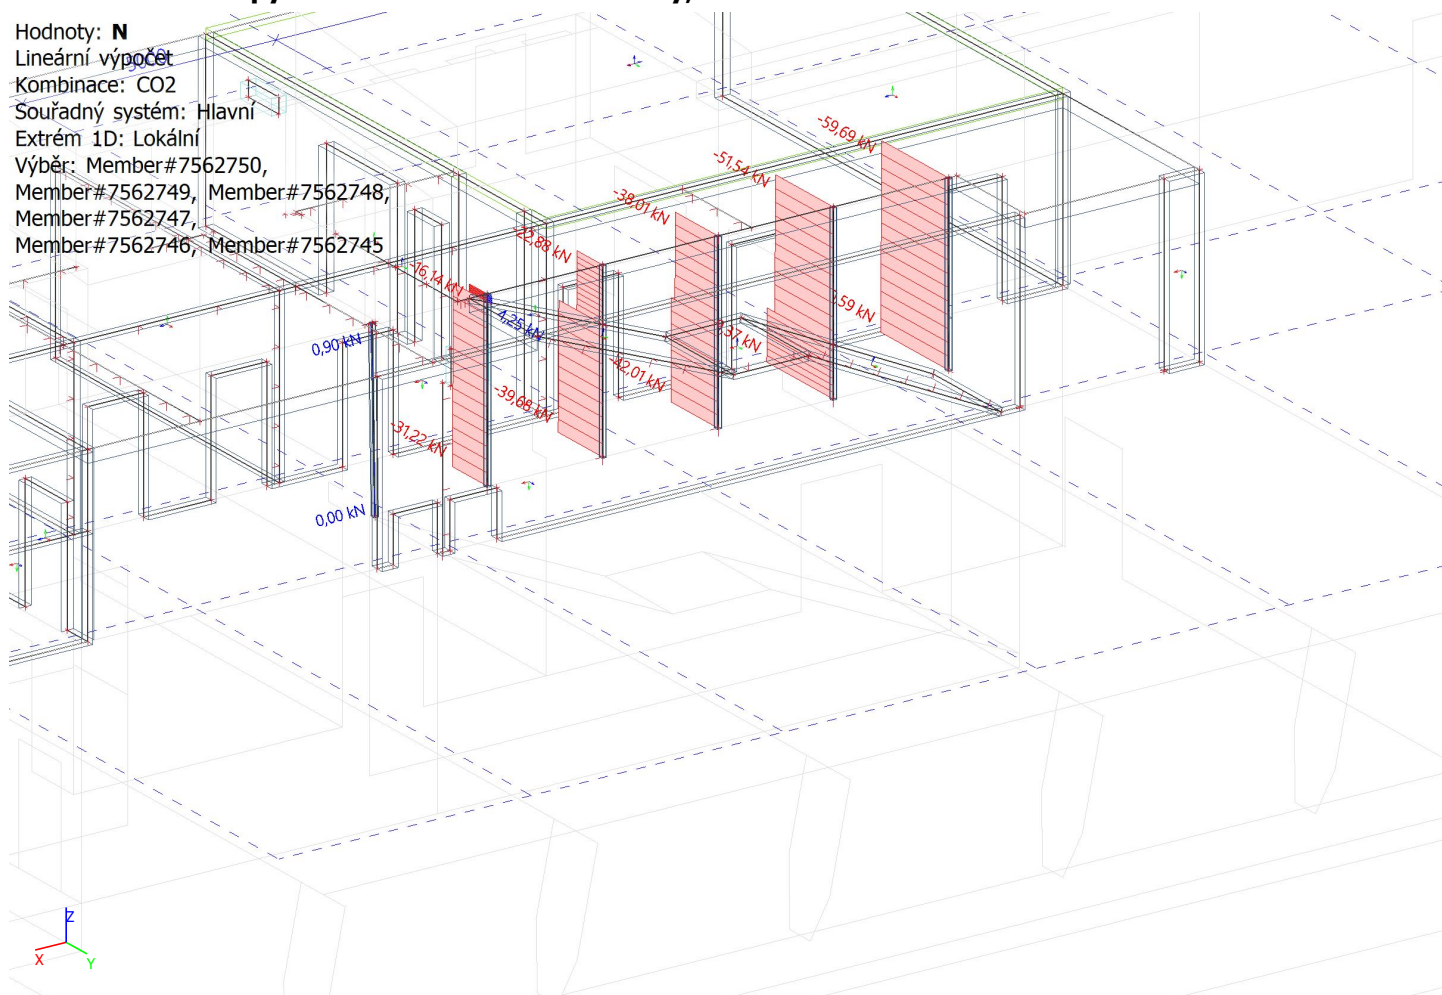 Hodnoty: N
Lineární výpočet
Kombinace: CO2
Souřadný systém: Hlavní
Extrém 1D: Lokální
Výběr: Member#7562750,
Member#7562749, Member#7562748,
Member#7562747,
Member#7562746, Member#7562745
-59,69 kN
-51,54 kN
-38,01 kN
-22,88 kN
-16,14 kN
4,25 kN
0,90 kN
-42,01 kN
-39,68 kN
-31,22 kN
0,00 kN
Z
X
Y